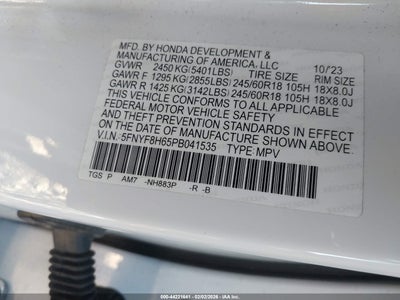 MFD. BY HONDA DEVELOPMENT &
MANUFACTURING OF AMERICA, LLC 10/'23
GVWR 2450 KG(5401LBS) TIRE SIZE RIM SIZE
GAWR F 1295 KG(2855LBS) 245/60R18 105H 18X8.0J
GAWR R 1425 KG(3142LBS) 245/60R18 105H 18X8.0J
THIS VEHICLE CONFORMS TO ALL APPLICABLE
FEDERAL MOTOR VEHICLE SAFETY
AND THEFT PREVENTION STANDARDS IN EFFECT
ON THE DATE OF MANUFACTURE SHOWN ABOVE.
V.I.N. 5FNYF8H65PB041535 TYPE: MPV
TGS P AM7 -NH883P -R -B
000-44221641 - 02/02/2026 - IAA, Inc.